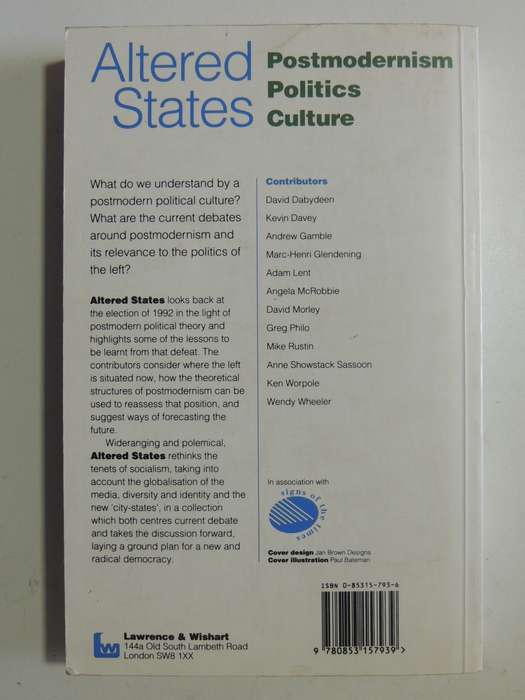 Altered
States
Postmodernism
Politics
Culture
What do we understand by a
postmodern political culture?
What are the current debates
around postmodernism and
its relevance to the politics of
the left?
Altered States looks back at
the election of 1992 in the light of
postmodern political theory and
highlights some of the lessons to
be learnt from that defeat. The
contributors consider where the left
is situated now, how the theoretical
structures of postmodernism can be
used to reassess that position, and
suggest ways of forecasting the
future.
Wideranging and polemical,
Altered States rethinks the
tenets of socialism, taking into
account the globalisation of the
media, diversity and identity and the
new 'city-states', in a collection
which both centres current debate
and takes the discussion forward,
laying a ground plan for a new and
radical democracy.
Contributors
David Dabydeen
Kevin Davey
Andrew Gamble
Marc-Henri Glendening
Adam Lent
Angela McRobbie
David Morley
Greg Philo
Mike Rustin
Anne Showstack Sassoon
Ken Worpole
Wendy Wheeler
In association with
signs of the times
Cover design Jan Brown Designs
Cover illustration Paul Bateman
ISBN 0-85315-793-6
9 780853 157939 >
lw
Lawrence & Wishart
144a Old South Lambeth Road
London SW8 1XX